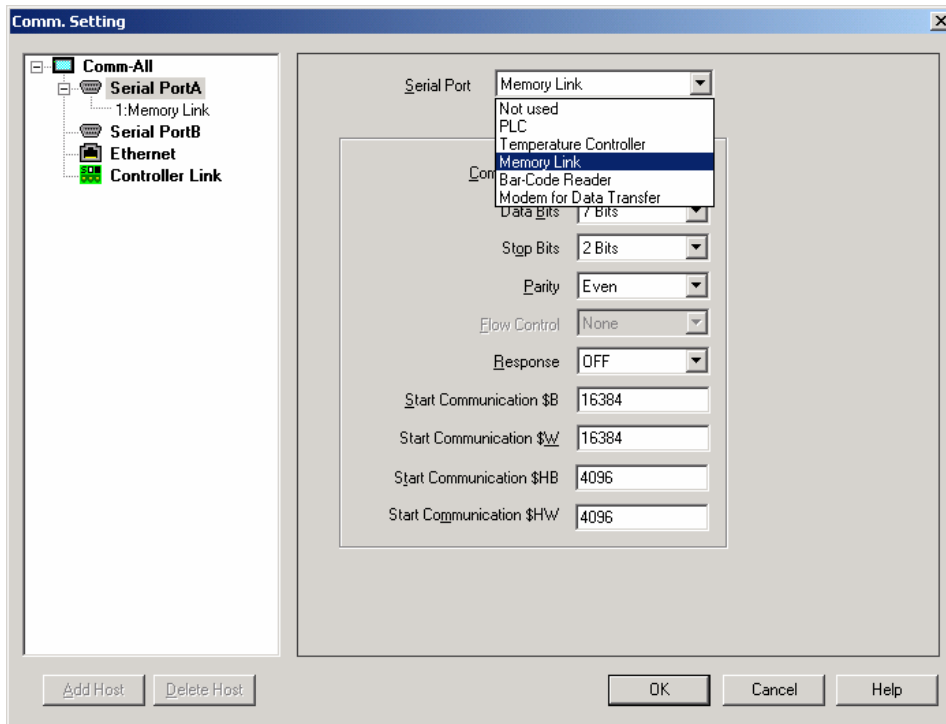 Comm. Setting
Comm-All
Serial PortA
1:Memory Link
Serial PortB
Ethernet
Controller Link
Serial Port Memory Link
Not used
PLC
Temperature Controller
Memory Link
Bar-Code Reader
Modem for Data Transfer
Data Bits 7 Bits
Stop Bits 2 Bits
Parity Even
Flow Control None
Response OFF
Start Communication $B 16384
Start Communication $W 16384
Start Communication $HB 4096
Start Communication $HW 4096
Add Host Delete Host OK Cancel Help